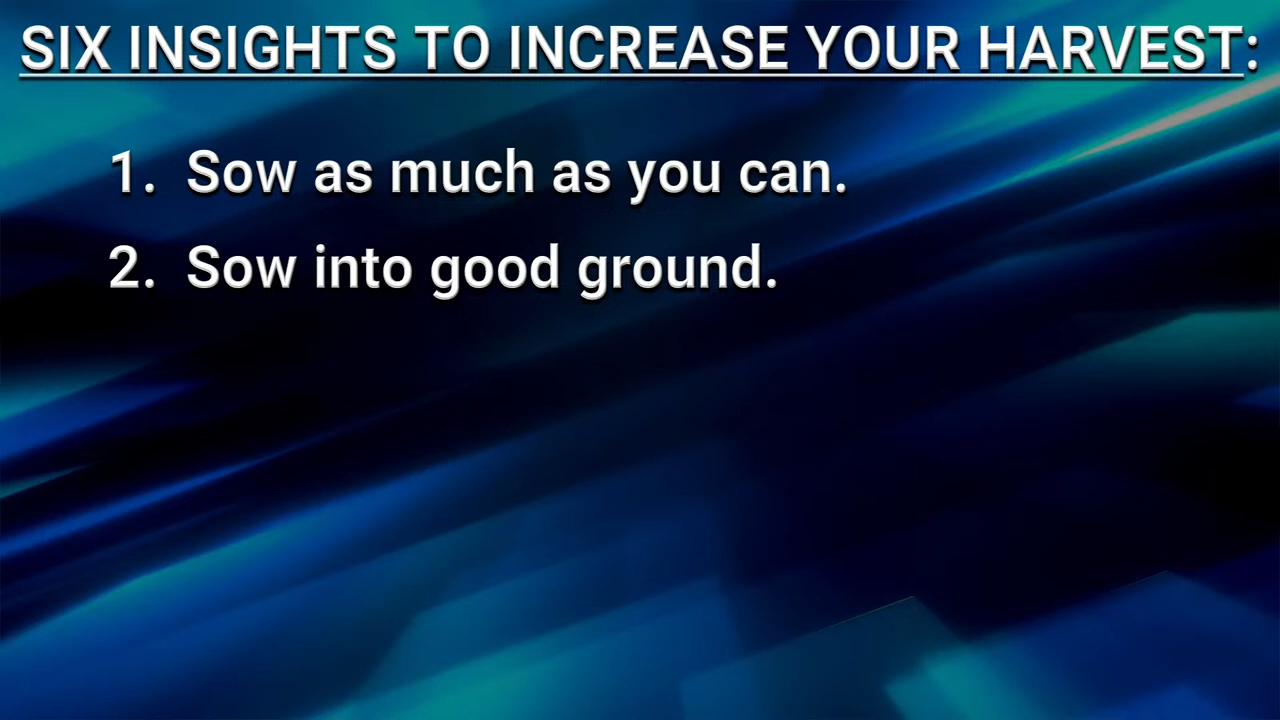 SIX INSIGHTS TO INCREASE YOUR HARVEST:
1. Sow as much as you can.
2. Sow into good ground.